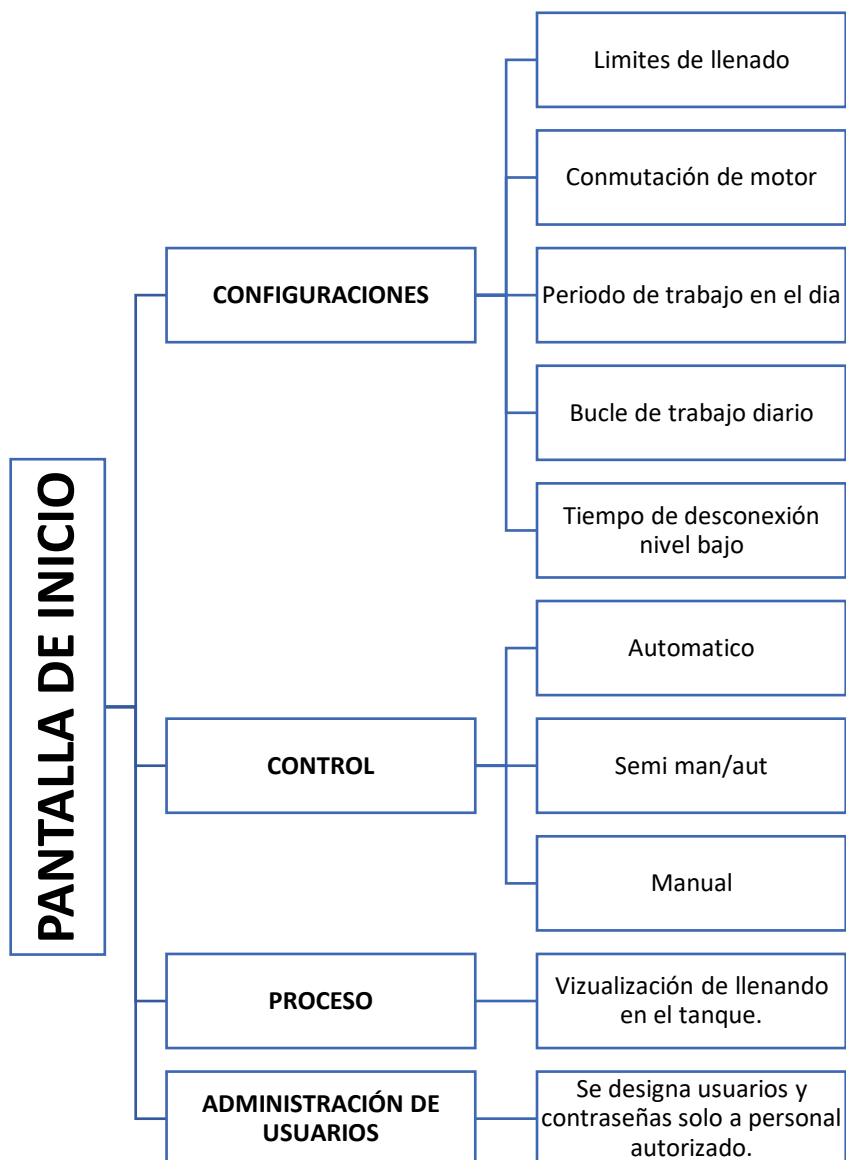 PANTALLA DE INICIO
CONFIGURACIONES
Limites de llenado
Conmutación de motor
Periodo de trabajo en el dia
Bucle de trabajo diario
Tiempo de desconexión
nivel bajo
CONTROL
Automatico
Semi man/aut
Manual
PROCESO
Vizualización de llenando
en el tanque.
ADMINISTRACIÓN DE
USUARIOS
Se designa usuarios y
contraseñas solo a personal
autorizado.